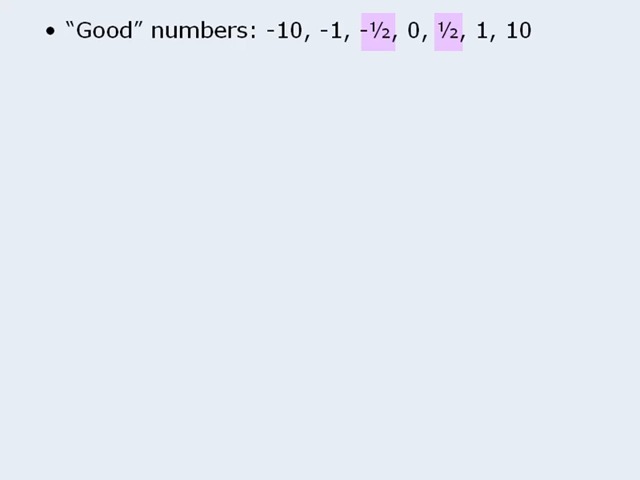 • “Good” numbers: -10, -1, -½, 0, ½, 1, 10